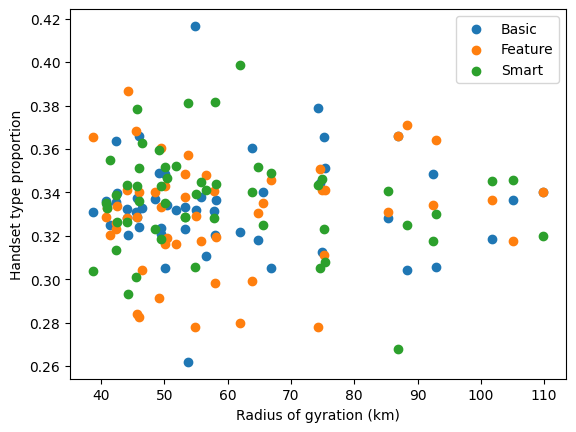 0.42
0.40
0.38
0.36
0.34
0.32
0.30
0.28
0.26
Handset type proportion
Basic
Feature
Smart
40 50 60 70 80 90 100 110
Radius of gyration (km)